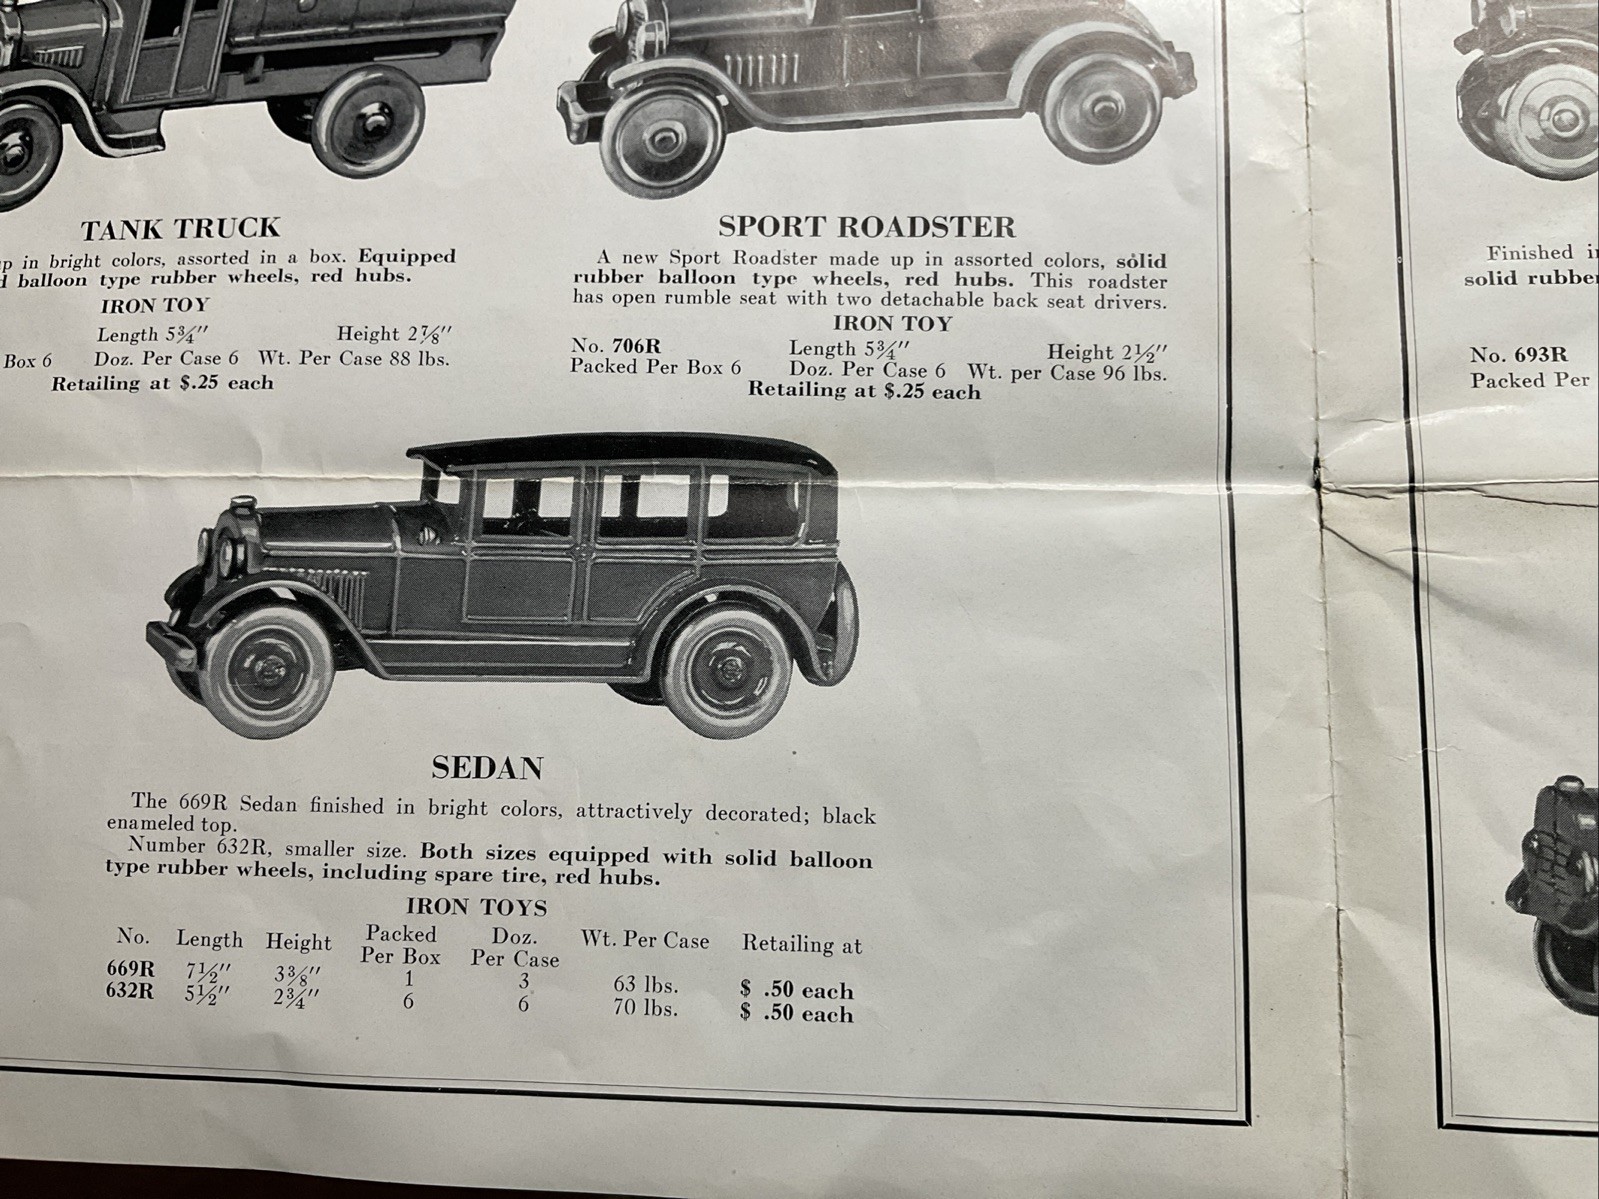 TANK TRUCK
in bright colors, assorted in a box. Equipped
balloon type rubber wheels, red hubs.
IRON TOY
Length 5¾″ Height 2⅞″
Box 6 Doz. Per Case 6 Wt. Per Case 88 lbs.
Retailing at $.25 each
SPORT ROADSTER
A new Sport Roadster made up in assorted colors, solid
rubber balloon type wheels, red hubs. This roadster
has open rumble seat with two detachable back seat drivers.
IRON TOY
No. 706R Length 5¾″ Height 2½″
Packed Per Box 6 Doz. Per Case 6 Wt. per Case 96 lbs.
Retailing at $.25 each
SEDAN
The 669R Sedan finished in bright colors, attractively decorated; black
enameled top.
Number 632R, smaller size. Both sizes equipped with solid balloon
type rubber wheels, including spare tire, red hubs.
IRON TOYS
No. Length Height Packed Per Box Doz. Per Case Wt. Per Case Retailing at
669R 7½″ 3⅜″ 1 3 63 lbs. $ .50 each
632R 5½″ 2¾″ 6 6 70 lbs. $ .50 each
Finished
solid
No. 693R
Packed Per